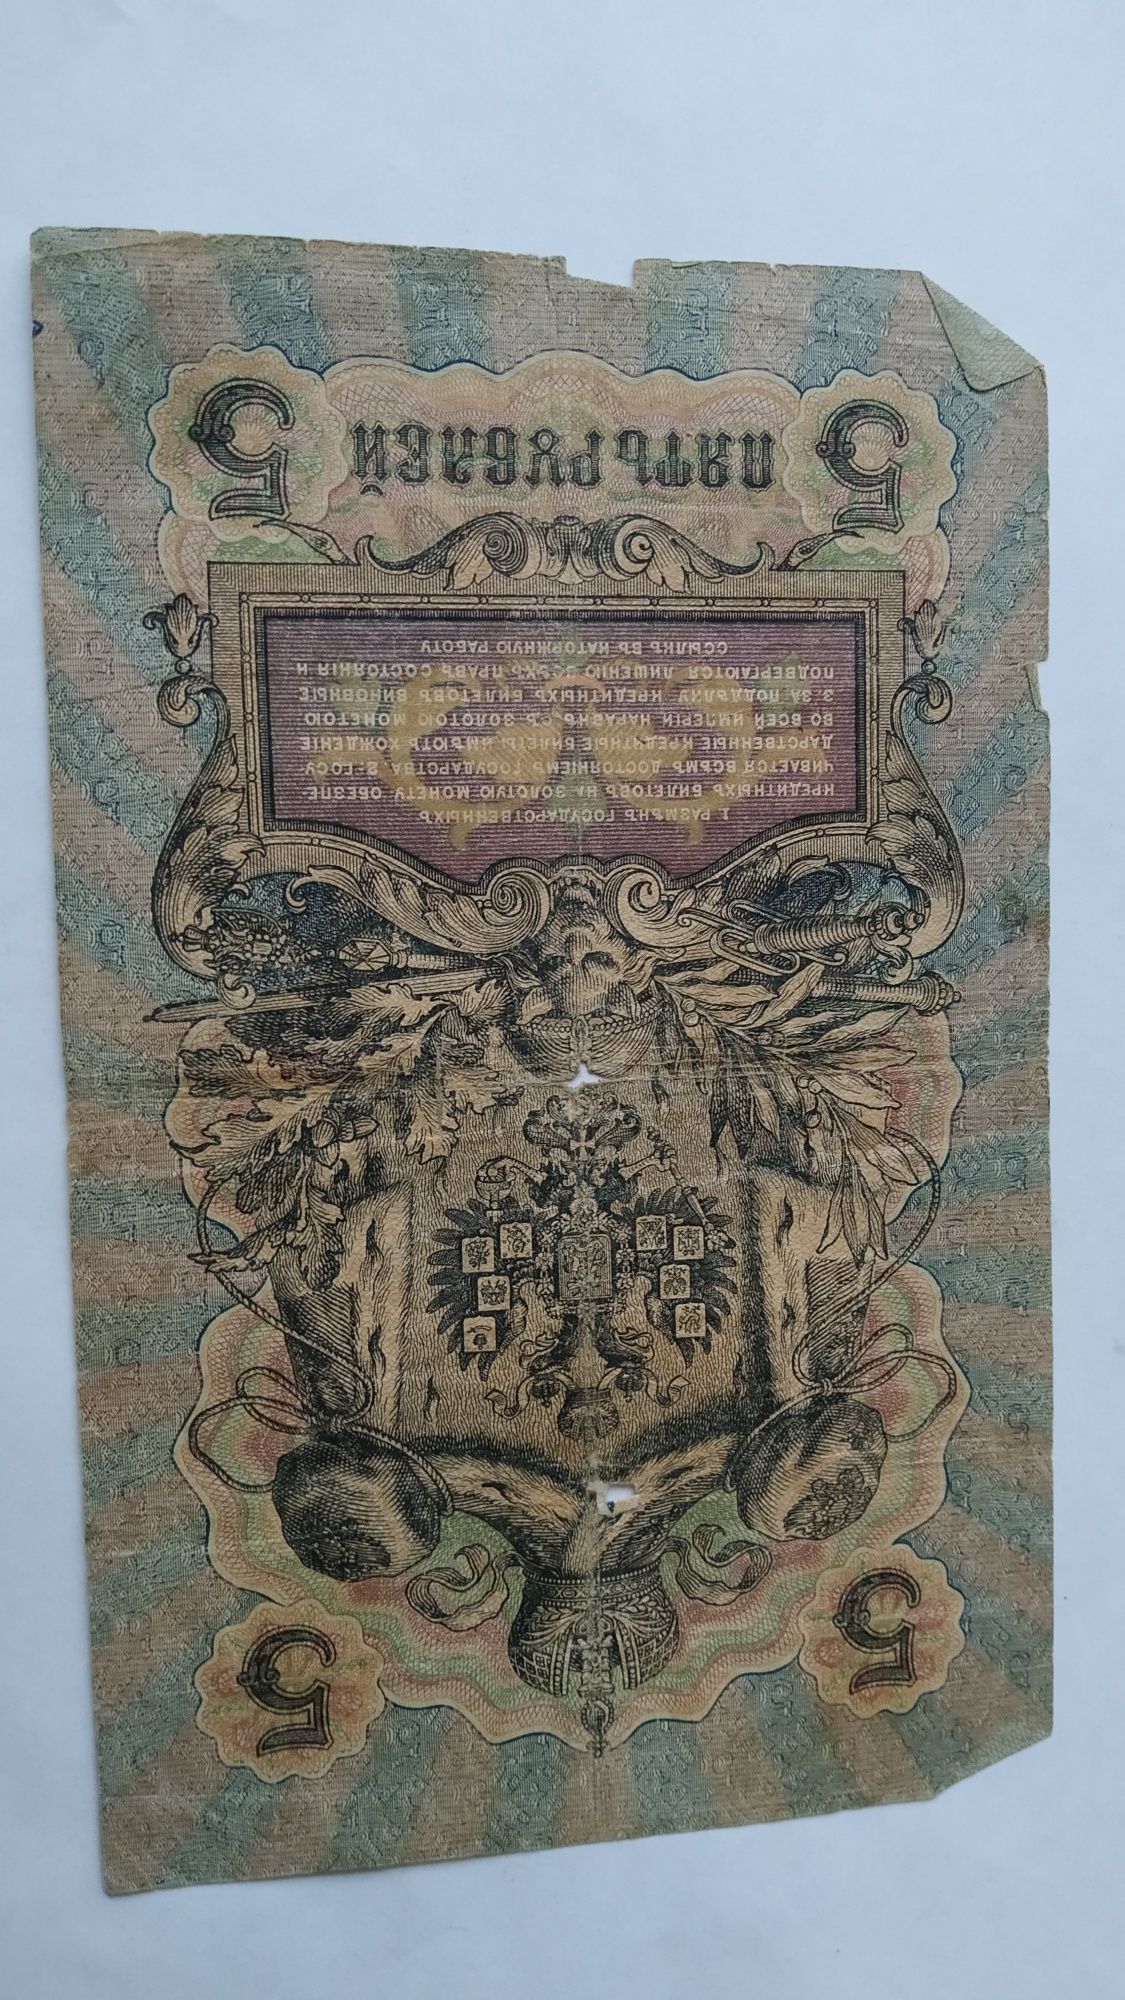 5
5
1 РАЗМѢНЪ ГОСУДАРСТВЕННЫХЪ
КРЕДИТНЫХЪ БИЛЕТОВЪ НА ЗОЛОТУЮ МОНЕТУ ОБЕЗПЕ
ЧИВАЕТСЯ ВСѢМЪ ДОСТОЯНІЕМЪ ГОСУДАРСТВА 2. ГОСУ
ДАРСТВЕННЫЕ КРЕДИТНЫЕ БИЛЕТЫ ИМѢЮТЪ ХОЖДЕНІЕ
ВО ВСЕЙ ИМПЕРІИ НАРАВНѢ СЪ ЗОЛОТОЮ МОНЕТОЮ
3. ЗА ПОДДѢЛКУ КРЕДИТНЫХЪ БИЛЕТОВЪ ВИНОВНЫЕ
ПОДВЕРГАЮТСЯ ЛИШЕНІЮ ПРАВЪ СОСТОЯНІЯ И
ССЫЛКѢ ВЪ КАТОРЖНУЮ РАБОТУ
5 ПЯТЬ РУБЛЕЙ 5